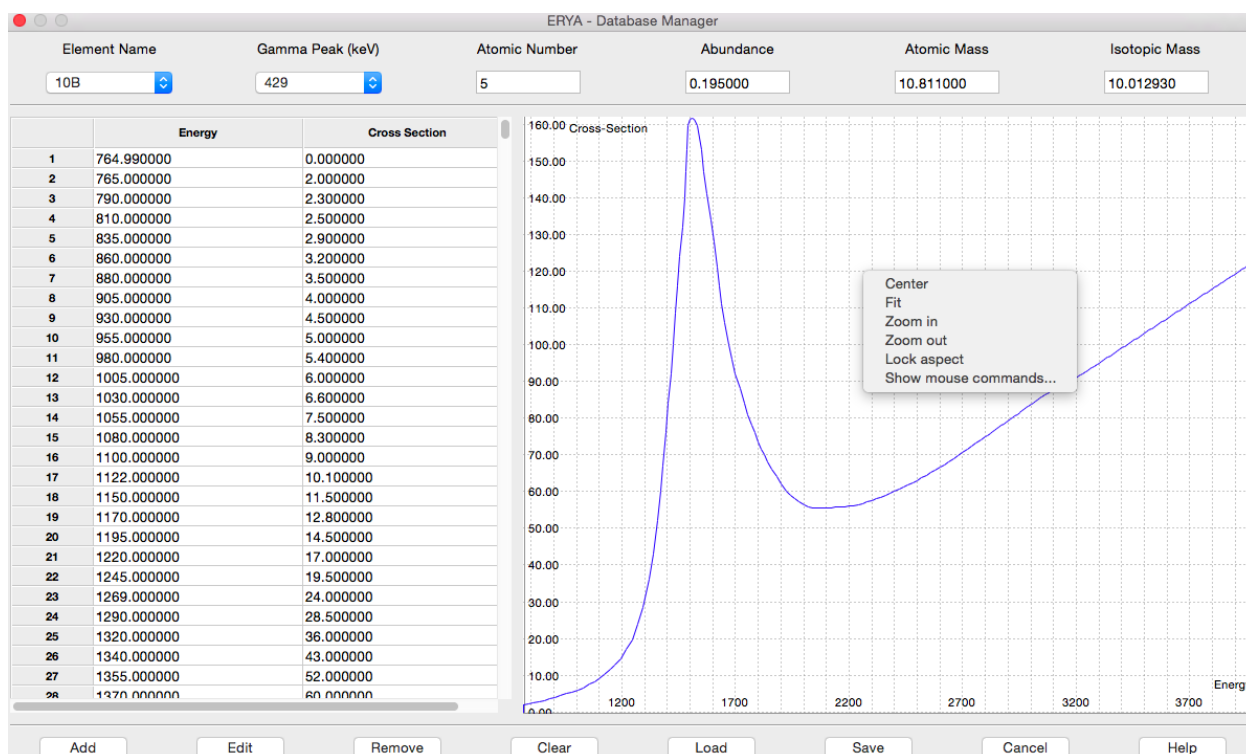 ERYA - Database Manager
Element Name Gamma Peak (keV) Atomic Number Abundance Atomic Mass Isotopic Mass
10B 429 5 0.195000 10.811000 10.012930
Energy Cross Section
1 764.990000 0.000000
2 765.000000 2.000000
3 790.000000 2.300000
4 810.000000 2.500000
5 835.000000 2.900000
6 860.000000 3.200000
7 880.000000 3.500000
8 905.000000 4.000000
9 930.000000 4.500000
10 955.000000 5.000000
11 980.000000 5.400000
12 1005.000000 6.000000
13 1030.000000 6.600000
14 1055.000000 7.500000
15 1080.000000 8.300000
16 1100.000000 9.000000
17 1122.000000 10.100000
18 1150.000000 11.500000
19 1170.000000 12.800000
20 1195.000000 14.500000
21 1220.000000 17.000000
22 1245.000000 19.500000
23 1269.000000 24.000000
24 1290.000000 28.500000
25 1320.000000 36.000000
26 1340.000000 43.000000
27 1355.000000 52.000000
28 1370.000000 60.000000
160.00 Cross-Section
150.00
140.00
130.00
120.00
110.00
100.00
90.00
80.00
70.00
60.00
50.00
40.00
30.00
20.00
10.00
0.00
Center
Fit
Zoom in
Zoom out
Lock aspect
Show mouse commands...
Energy
1200 1700 2200 2700 3200 3700
Add Edit Remove Clear Load Save Cancel Help